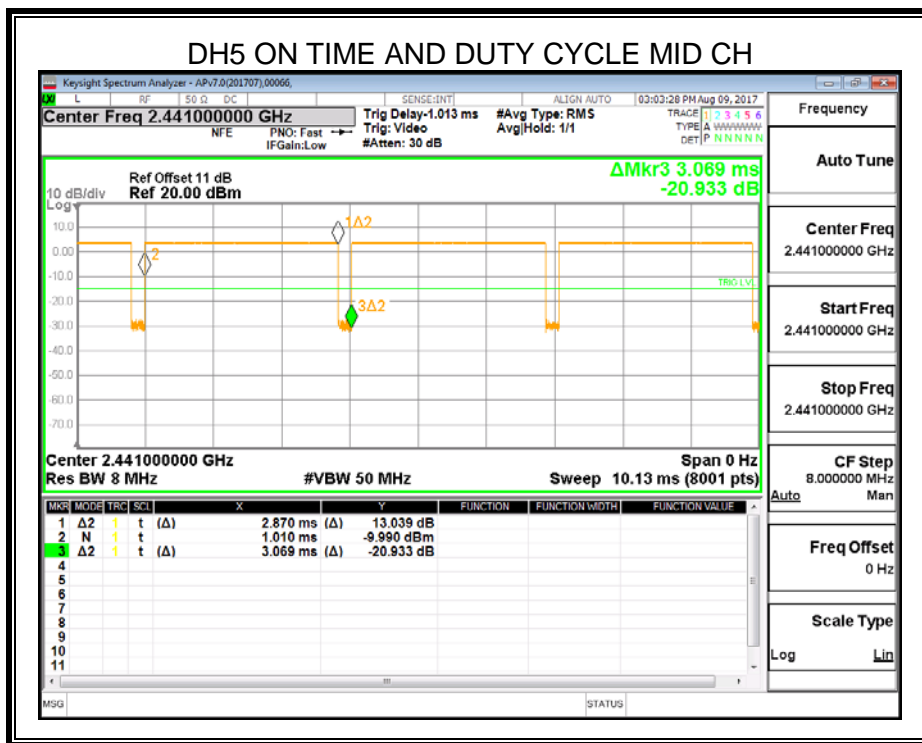 DH5 ON TIME AND DUTY CYCLE MID CH
Keysight Spectrum Analyzer - APv7.0(201707),00066,
L RF 50 Ω DC SENSE:INT ALIGN AUTO 03:03:28 PM Aug 09, 2017
Center Freq 2.441000000 GHz
NFE
PNO: Fast
IFGain:Low
Trig Delay-1.013 ms
Trig: Video
#Atten: 30 dB
#Avg Type: RMS
Avg|Hold: 1/1
TRACE 1 2 3 4 5 6
TYPE A WWWWW
DET P N N N N N
Ref Offset 11 dB
10 dB/div Ref 20.00 dBm
Log
ΔMkr3 3.069 ms
-20.933 dB
10.0
0.00
-10.0
-20.0
-30.0
-40.0
-50.0
-60.0
-70.0
1Δ2
2
3Δ2
TRIG LVL
Center 2.441000000 GHz Span 0 Hz
Res BW 8 MHz #VBW 50 MHz Sweep 10.13 ms (8001 pts)
MKR MODE TRC SCL X Y FUNCTION FUNCTION WIDTH FUNCTION VALUE
1 Δ2 1 t (Δ) 2.870 ms (Δ) 13.039 dB
2 N 1 t 1.010 ms -9.990 dBm
3 Δ2 1 t (Δ) 3.069 ms (Δ) -20.933 dB
4
5
6
7
8
9
10
11
MSG STATUS
Frequency
Auto Tune
Center Freq
2.441000000 GHz
Start Freq
2.441000000 GHz
Stop Freq
2.441000000 GHz
CF Step
8.000000 MHz
Auto Man
Freq Offset
0 Hz
Scale Type
Log Lin